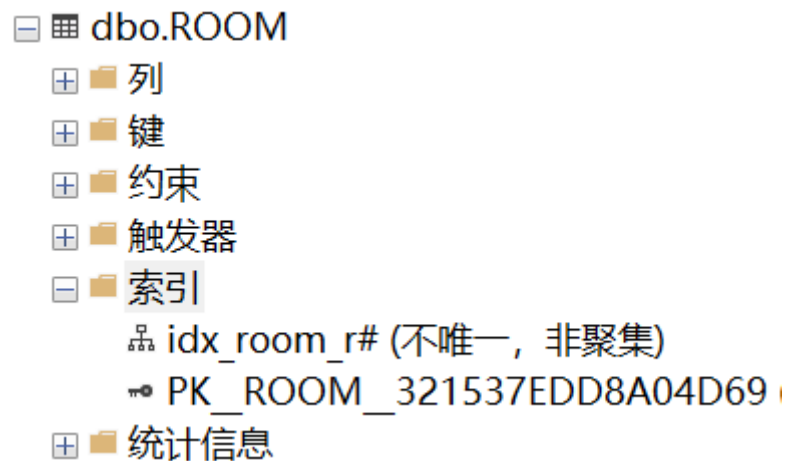 dbo.ROOM
列
键
约束
触发器
索引
idx_room_r# (不唯一，非聚集)
PK__ROOM__321537EDD8A04D69
统计信息